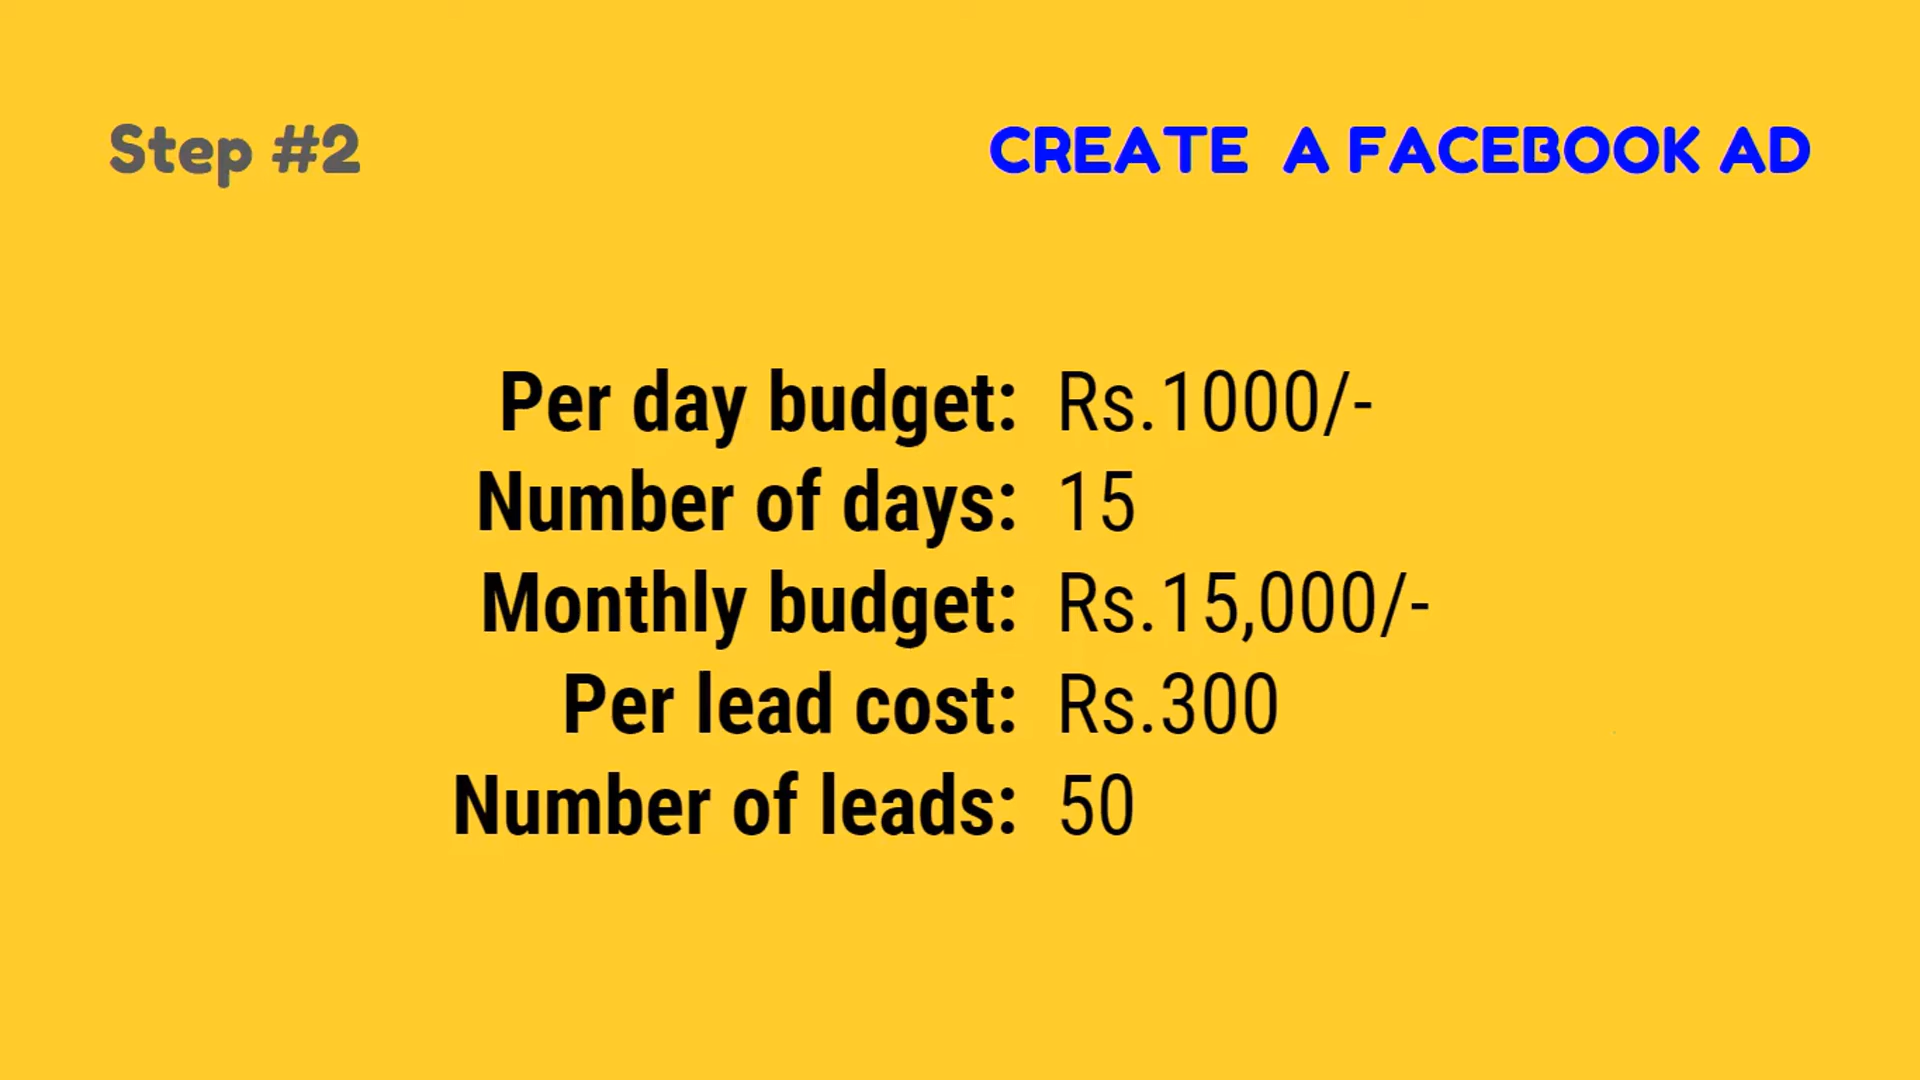 Step #2
CREATE A FACEBOOK AD
Per day budget: Rs.1000/-
Number of days: 15
Monthly budget: Rs.15,000/-
Per lead cost: Rs.300
Number of leads: 50